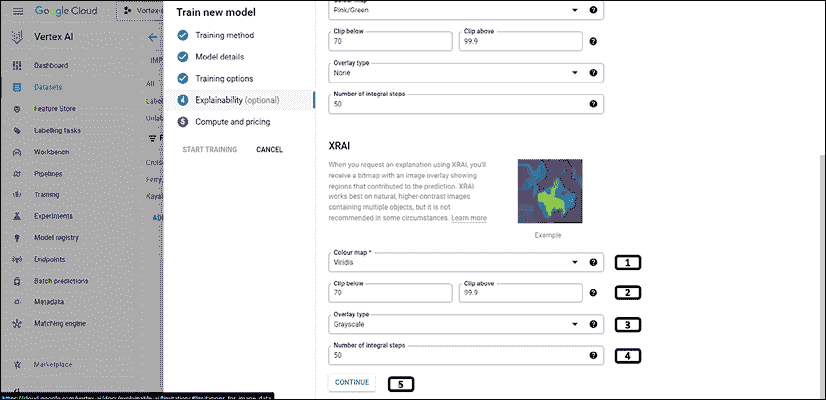 Google Cloud
Vertex AI
Dashboard
Datasets
Feature Store
Labelling tasks
Workbench
Pipelines
Training
Experiments
Model registry
Endpoints
Batch predictions
Metadata
Matching engine
Marketplace
All
ADD
Train new model
Training method
Model details
Training options
4 Explainability (optional)
5 Compute and pricing
START TRAINING CANCEL
Pink/Green
Clip below
70
Clip above
99.9
Overlay type
None
Number of integral steps
50
XRAI
When you request an explanation using XRAI, you'll
receive a bitmap with an image overlay showing
regions that contributed to the prediction. XRAI
works best on natural, higher-contrast images
containing multiple objects, but it is not
recommended in some circumstances. Learn more
Example
Colour map *
Viridis
1
Clip below
70
Clip above
99.9
2
Overlay type
Grayscale
3
Number of integral steps
50
4
CONTINUE
5